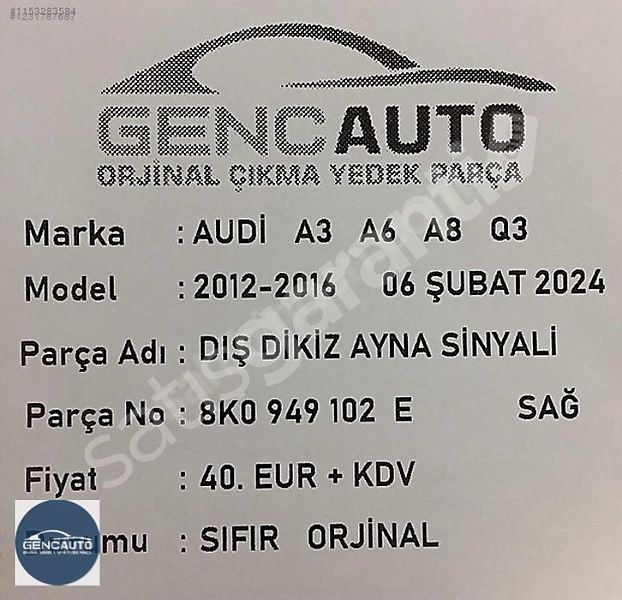 #1153283584
#1231787687
GENCAUTO
ORJİNAL ÇIKMA YEDEK PARÇA
Marka : AUDİ A3 A6 A8 Q3
Model : 2012-2016 06 ŞUBAT 2024
Parça Adı : DIŞ DİKİZ AYNA SİNYALİ
Parça No : 8K0 949 102 E SAĞ
Fiyat : 40. EUR + KDV
umu : SIFIR ORJİNAL
GENCAUTO
satışgaranti